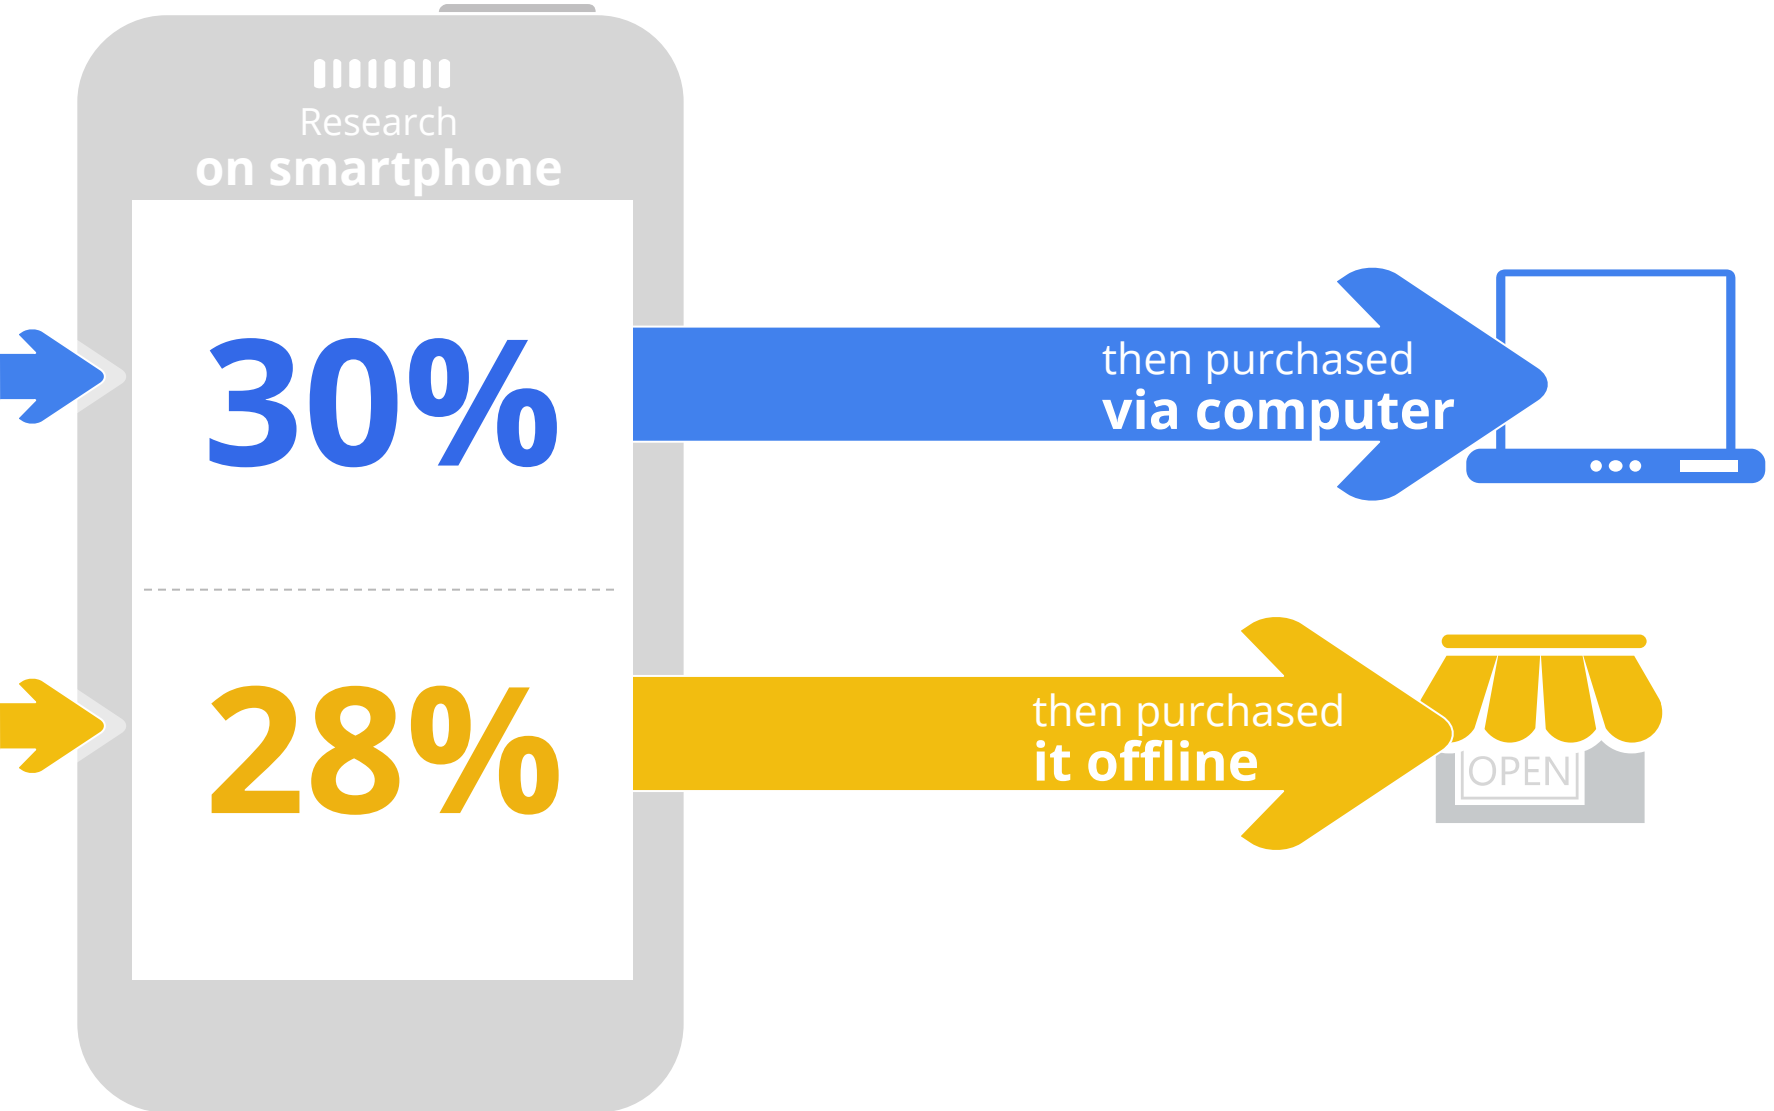 Research
on smartphone
30%
then purchased
via computer
28%
then purchased
it offline
OPEN